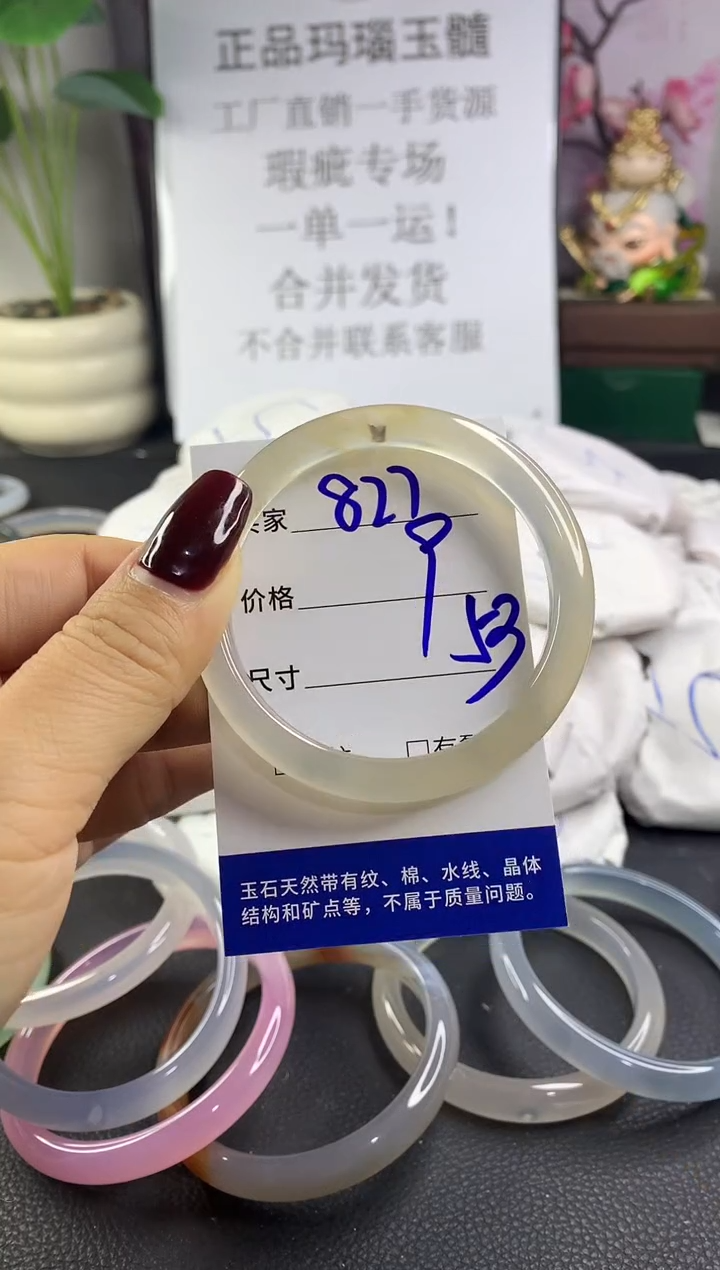 正品玛瑙玉髓
工厂直销一手货派
瑕疵专场
一单一运！
合并发货
不合并联系客服
家 827
价格
尺寸 53
玉石天然带有纹、棉、水线、晶体
结构和矿点等，不属于质量问题。